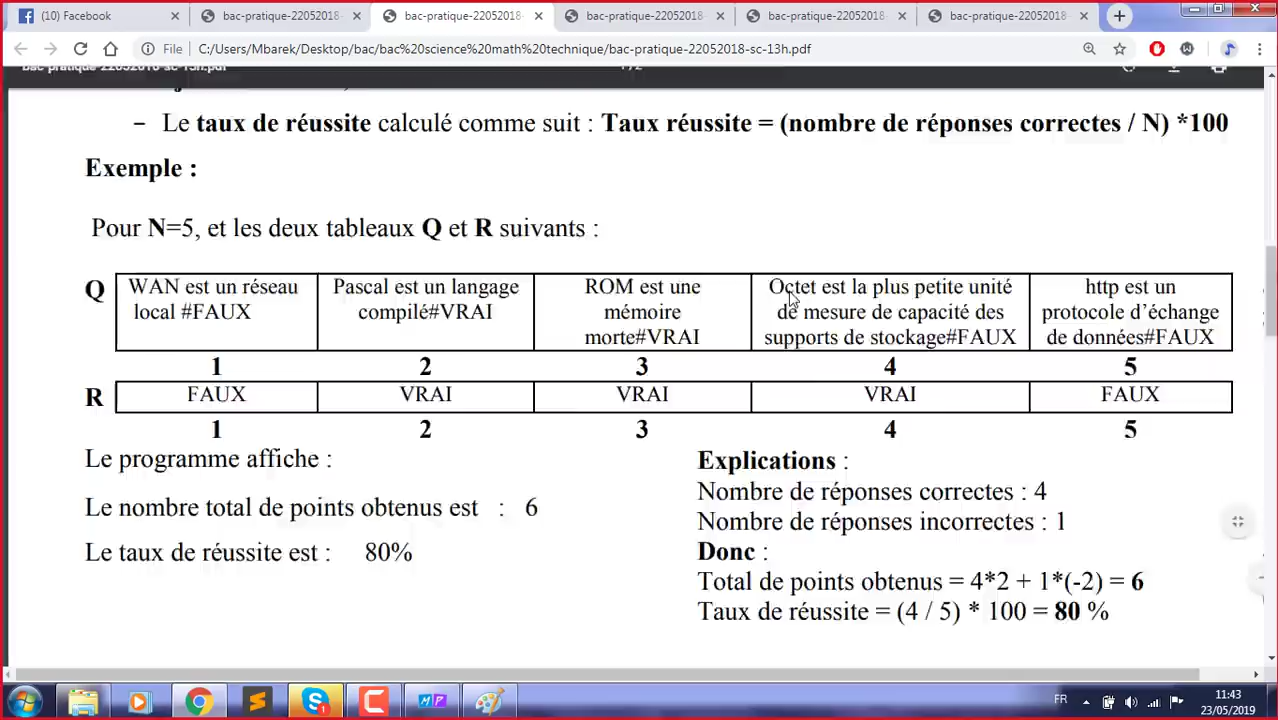 (10) Facebook
bac-pratique-22052018-
bac-pratique-22052018-
bac-pratique-22052018-
bac-pratique-22052018-
bac-pratique-22052018-
File
C:/Users/Mbarek/Desktop/bac/bac%20science%20math%20technique/bac-pratique-22052018-sc-13h.pdf
bac-pratique-22052018-sc-13h.pdf
– Le taux de réussite calculé comme suit : Taux réussite = (nombre de réponses correctes / N) *100
Exemple :
Pour N=5, et les deux tableaux Q et R suivants :
Q
WAN est un réseau
local #FAUX
Pascal est un langage
compilé#VRAI
ROM est une
mémoire
morte#VRAI
Octet est la plus petite unité
de mesure de capacité des
supports de stockage#FAUX
http est un
protocole d'échange
de données#FAUX
1 2 3 4 5
R FAUX VRAI VRAI VRAI FAUX
1 2 3 4 5
Le programme affiche :
Le nombre total de points obtenus est : 6
Le taux de réussite est : 80%
Explications :
Nombre de réponses correctes : 4
Nombre de réponses incorrectes : 1
Donc :
Total de points obtenus = 4*2 + 1*(-2) = 6
Taux de réussite = (4 / 5) * 100 = 80 %
FR
11:43
23/05/2019